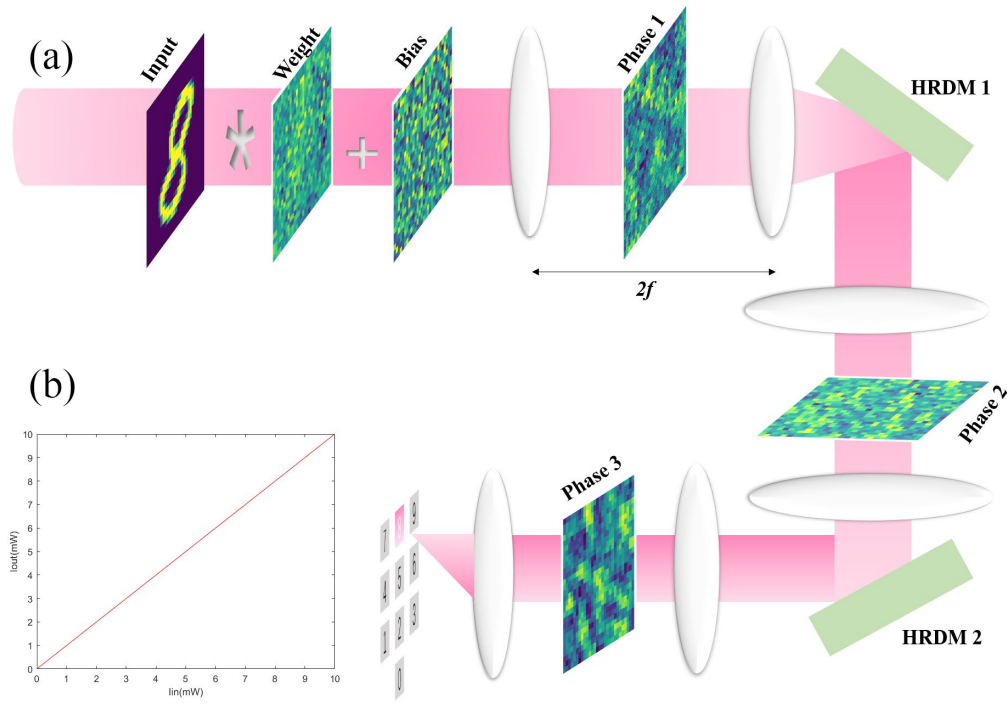 (a)
Input
8
*
Weight
+
Bias
Phase 1
HRDM 1
2f
Phase 2
HRDM 2
Phase 3
7 8 9
4 5 6
1 2 3
0
(b)
Iout(mW)
10
9
8
7
6
5
4
3
2
1
0
0 1 2 3 4 5 6 7 8 9 10
Iin(mW)